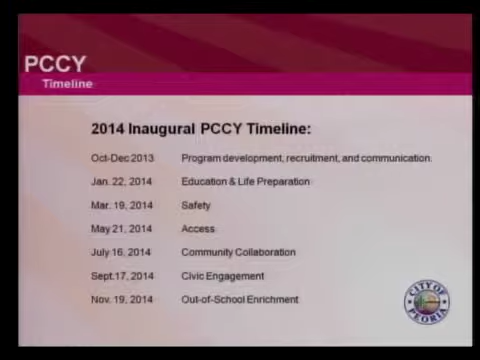 PCCY
Timeline
2014 Inaugural PCCY Timeline:
Oct-Dec 2013 Program development, recruitment, and communication.
Jan. 22, 2014 Education & Life Preparation
Mar. 19, 2014 Safety
May 21, 2014 Access
July 16, 2014 Community Collaboration
Sept.17, 2014 Civic Engagement
Nov. 19, 2014 Out-of-School Enrichment
CITY OF
PEORIA